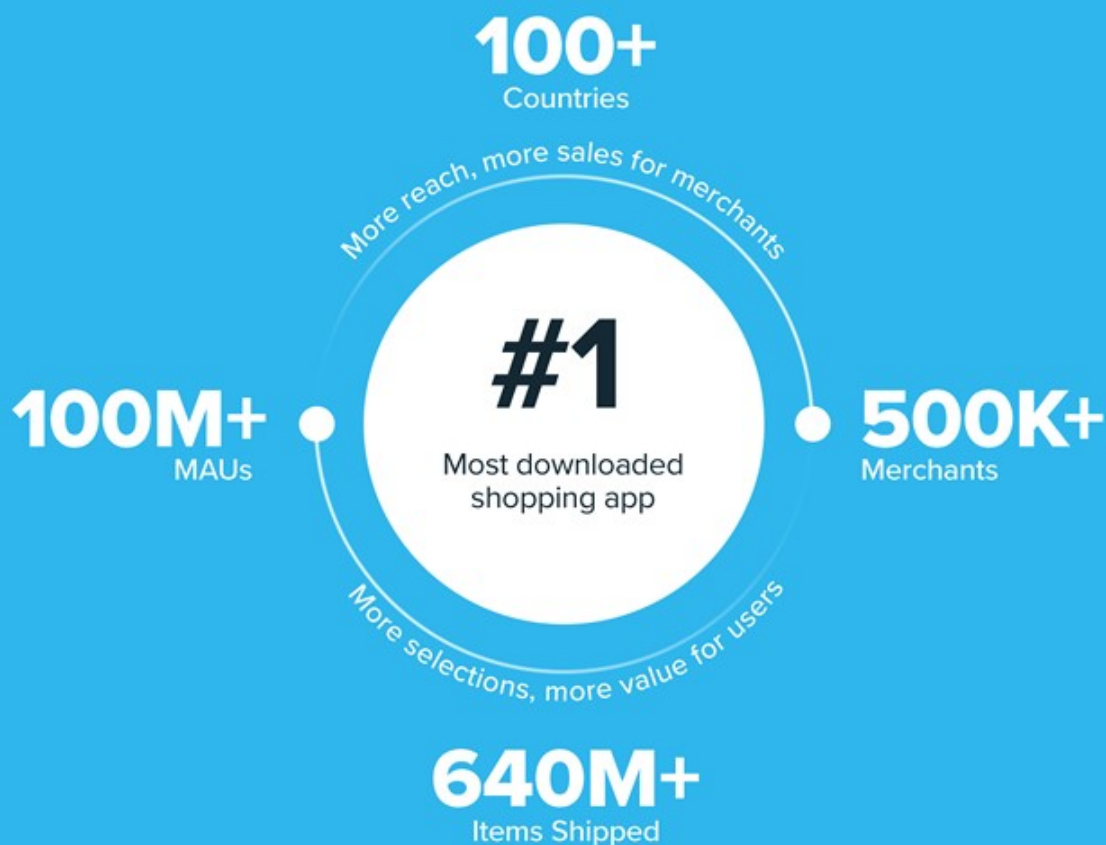 100+
Countries
More reach, more sales for merchants
#1
Most downloaded
shopping app
100M+
MAUs
500K+
Merchants
More selections, more value for users
640M+
Items Shipped